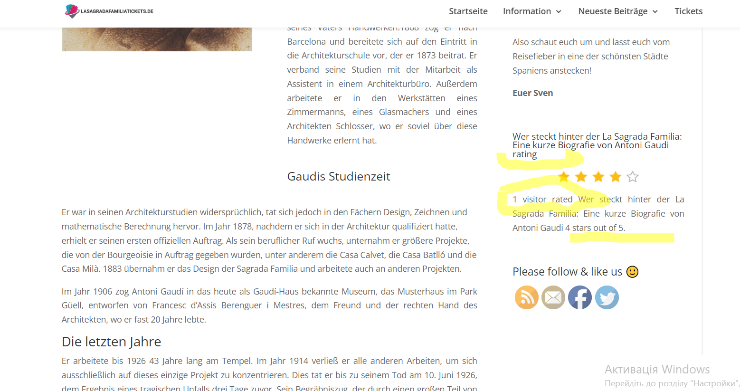 LASAGRADAFAMILIATICKETS.DE
Startseite Information Neueste Beiträge Tickets
seines Vaters Handwerken.1868 zog er nach
Barcelona und bereitete sich auf den Eintritt in
die Architekturschule vor, der er 1873 beitrat. Er
verband seine Studien mit der Mitarbeit als
Assistent in einem Architekturbüro. Außerdem
arbeitete er in den Werkstätten eines
Zimmermanns, eines Glasmachers und eines
Architekten Schlosser, wo er soviel über diese
Handwerke erlernt hat.
Gaudis Studienzeit
Er war in seinen Architekturstudien widersprüchlich, tat sich jedoch in den Fächern Design, Zeichnen und
mathematische Berechnung hervor. Im Jahr 1878, nachdem er sich in der Architektur qualifiziert hatte,
erhielt er seinen ersten offiziellen Auftrag. Als sein beruflicher Ruf wuchs, unternahm er größere Projekte,
die von der Bourgeoisie in Auftrag gegeben wurden, unter anderem die Casa Calvet, die Casa Batlló und die
Casa Milà. 1883 übernahm er das Design der Sagrada Familia und arbeitete auch an anderen Projekten.
Im Jahr 1906 zog Antoni Gaudí in das heute als Gaudí-Haus bekannte Museum, das Musterhaus im Park
Güell, entworfen von Francesc d'Assís Berenguer i Mestres, dem Freund und der rechten Hand des
Architekten, wo er fast 20 Jahre lebte.
Die letzten Jahre
Er arbeitete bis 1926 43 Jahre lang am Tempel. Im Jahr 1914 verließ er alle anderen Arbeiten, um sich
ausschließlich auf dieses einzige Projekt zu konzentrieren. Dies tat er bis zu seinem Tod am 10. Juni 1926,
dem Ergebnis eines tragischen Unfalls drei Tage zuvor. Sein Begräbniszug, der durch einen großen Teil von
Also schaut euch um und lasst euch vom
Reisefieber in eine der schönsten Städte
Spaniens anstecken!
Euer Sven
Wer steckt hinter der La Sagrada Familia:
Eine kurze Biografie von Antoni Gaudi
rating
1 visitor rated Wer steckt hinter der La
Sagrada Familia: Eine kurze Biografie von
Antoni Gaudi 4 stars out of 5.
Please follow & like us
Активація Windows
Перейдіть до розділу "Настройки",